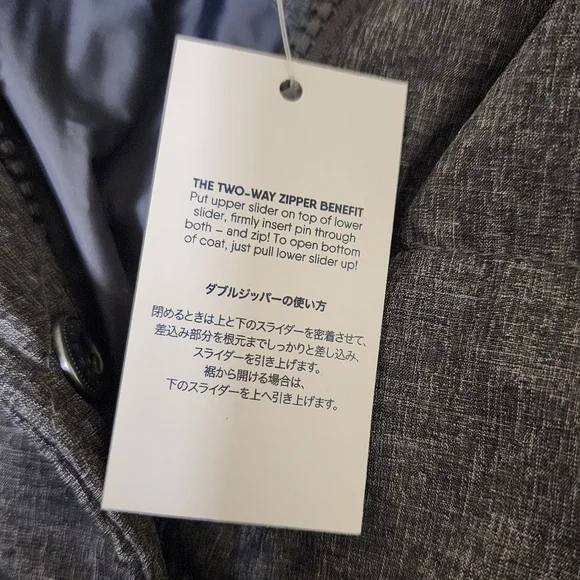 THE TWO-WAY ZIPPER BENEFIT
Put upper slider on top of lower
slider, firmly insert pin through
both – and zip! To open bottom
of coat, just pull lower slider up!
ダブルジッパーの使い方
閉めるときは上と下のスライダーを密着させて、
差込み部分を根元までしっかりと差し込み、
スライダーを引き上げます。
裾から開ける場合は、
下のスライダーを上へ引き上げます。